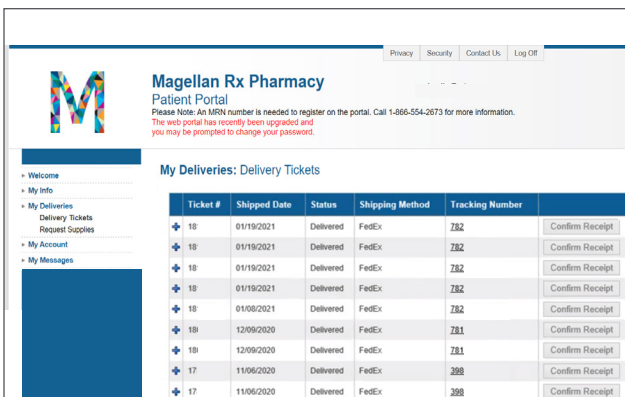 Privacy Security Contact Us Log Off
Magellan Rx Pharmacy
Patient Portal
Please Note: An MRN number is needed to register on the portal. Call 1-866-554-2673 for more information.
The web portal has recently been upgraded and
you may be prompted to change your password.
Welcome
My Info
My Deliveries
Delivery Tickets
Request Supplies
My Account
My Messages
My Deliveries: Delivery Tickets
Ticket # Shipped Date Status Shipping Method Tracking Number
18 01/19/2021 Delivered FedEx 782 Confirm Receipt
18 01/19/2021 Delivered FedEx 782 Confirm Receipt
18 01/19/2021 Delivered FedEx 782 Confirm Receipt
18 01/19/2021 Delivered FedEx 782 Confirm Receipt
18 01/08/2021 Delivered FedEx 782 Confirm Receipt
18 12/09/2020 Delivered FedEx 781 Confirm Receipt
18 12/09/2020 Delivered FedEx 781 Confirm Receipt
17 11/06/2020 Delivered FedEx 398 Confirm Receipt
17 11/06/2020 Delivered FedEx 398 Confirm Receipt